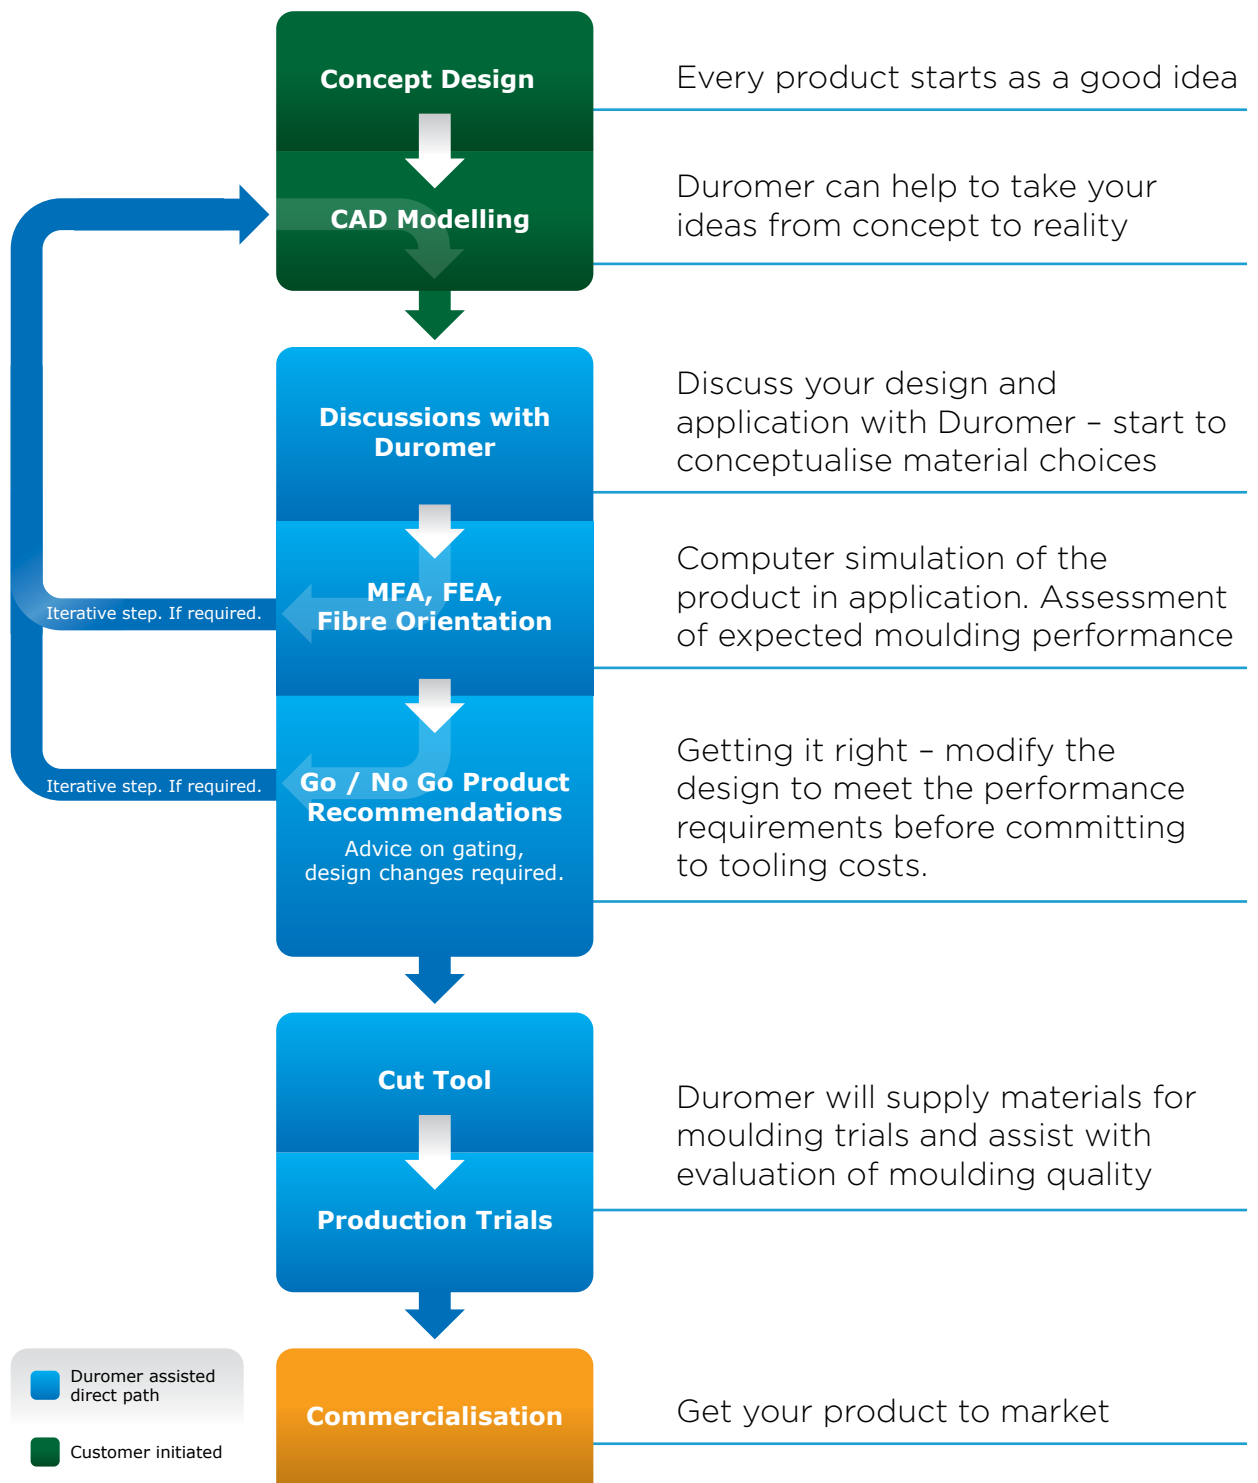 Concept Design
Every product starts as a good idea
CAD Modelling
Duromer can help to take your
ideas from concept to reality
Discussions with
Duromer
Discuss your design and
application with Duromer – start to
conceptualise material choices
Iterative step. If required.
MFA, FEA,
Fibre Orientation
Computer simulation of the
product in application. Assessment
of expected moulding performance
Iterative step. If required.
Go / No Go Product
Recommendations
Advice on gating,
design changes required.
Getting it right – modify the
design to meet the performance
requirements before committing
to tooling costs.
Cut Tool
Production Trials
Duromer will supply materials for
moulding trials and assist with
evaluation of moulding quality
Duromer assisted
direct path
Customer initiated
Commercialisation
Get your product to market